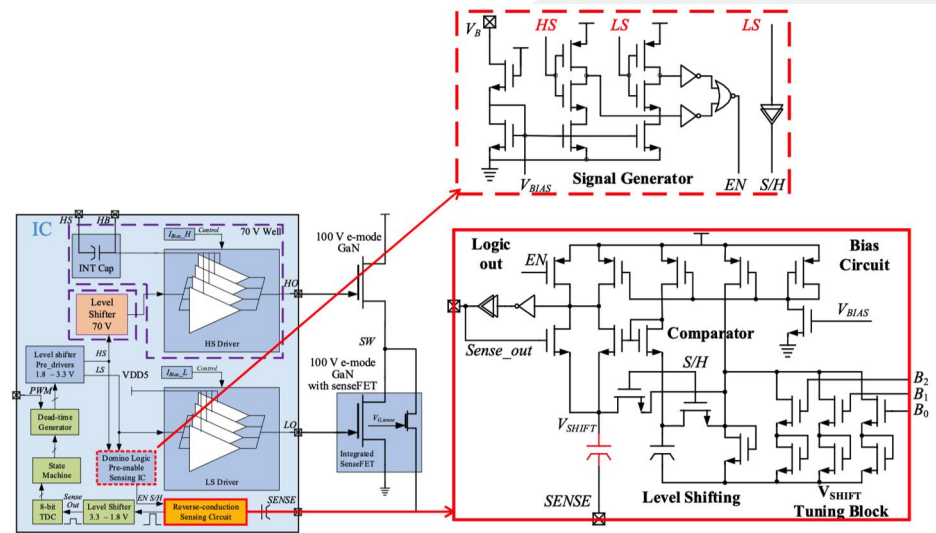 V_B
HS
LS
LS
Signal Generator
V_BIAS
EN
S/H
IC
HS
HB
I_Bias_H
Control
70 V Well
INT Cap
Level
Shifter
70 V
HO
HS Driver
100 V e-mode
GaN
SW
Level shifter
Pre_drivers
1.8 – 3.3 V
HS
LS
PWM
VDD5
I_Bias_L
Control
100 V e-mode
GaN
with senseFET
Dead-time
Generator
LO
V_G,sense
Integrated
SenseFET
State
Machine
Domino Logic
Pre-enable
Sensing IC
LS Driver
EN S/H
SENSE
8-bit
TDC
Sense
Out
Level Shifter
3.3 – 1.8 V
Reverse-conduction
Sensing Circuit
Logic
out
EN
Bias
Circuit
Comparator
V_BIAS
Sense_out
S/H
V_SHIFT
B_2
B_1
B_0
SENSE
Level Shifting
V_SHIFT
Tuning Block